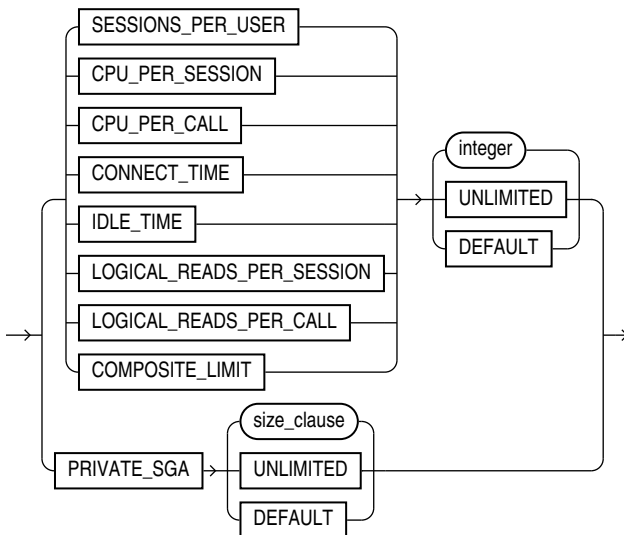 SESSIONS_PER_USER
CPU_PER_SESSION
CPU_PER_CALL
CONNECT_TIME
IDLE_TIME
LOGICAL_READS_PER_SESSION
LOGICAL_READS_PER_CALL
COMPOSITE_LIMIT
integer
UNLIMITED
DEFAULT
PRIVATE_SGA
size_clause
UNLIMITED
DEFAULT